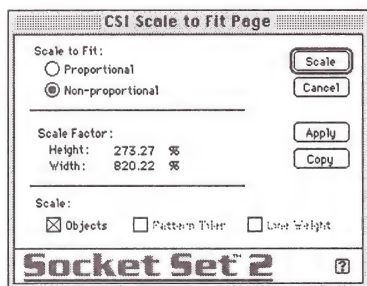 CSI Scale to Fit Page
Scale to Fit:
Proportional
Non-proportional
Scale
Cancel
Scale Factor:
Height: 273.27 %
Width: 820.22 %
Apply
Copy
Scale:
Objects Pattern Tiles Line Weight
Socket Set™ 2 ?